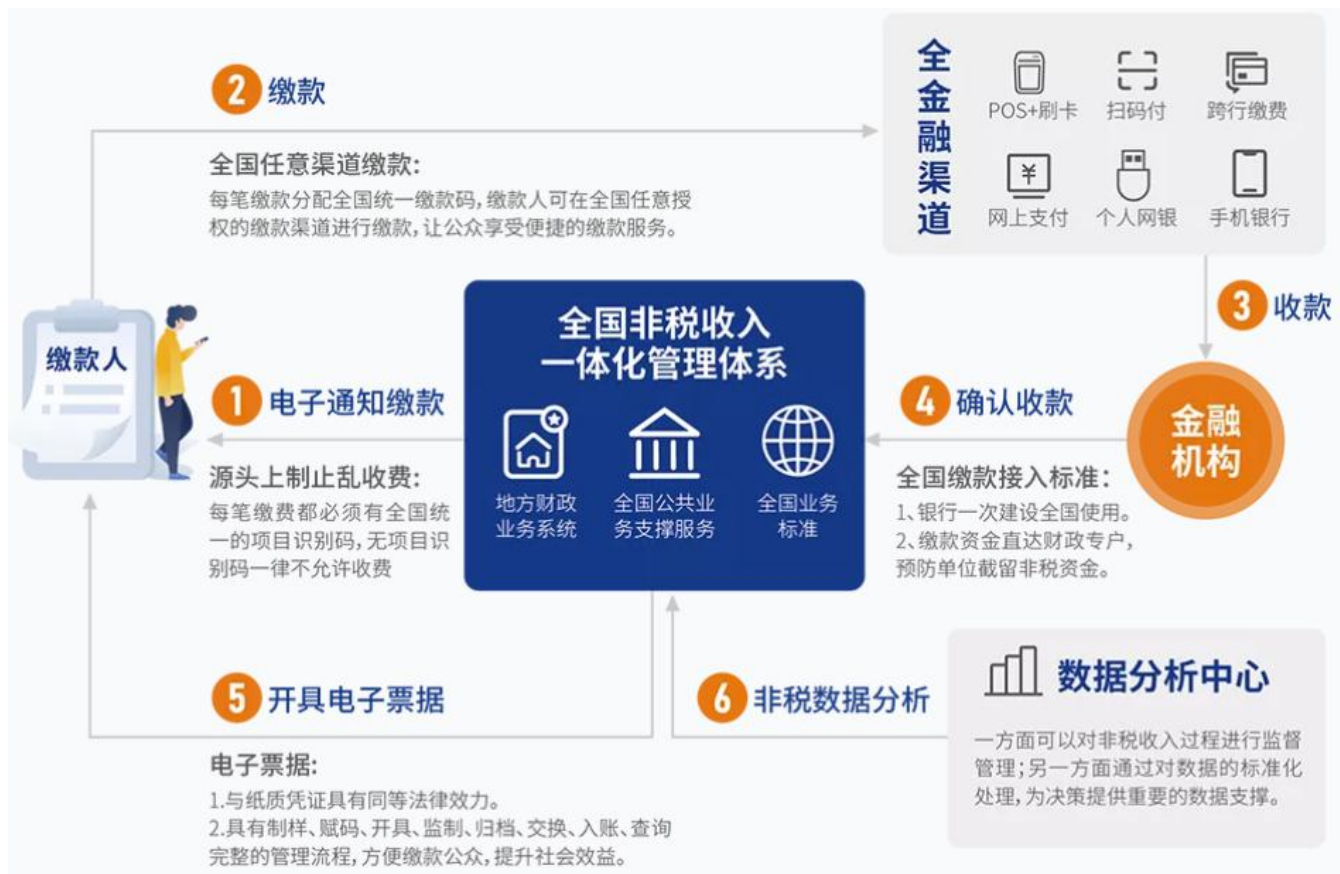 2 缴款
全国任意渠道缴款:
每笔缴款分配全国统一缴款码,缴款人可在全国任意授
权的缴款渠道进行缴款,让公众享受便捷的缴款服务。
全金融渠道
POS+刷卡
扫码付
跨行缴费
¥
网上支付
个人网银
手机银行
3 收款
缴款人
1 电子通知缴款
源头上制止乱收费:
每笔缴费都必须有全国统
一的项目识别码,无项目识
别码一律不允许收费
全国非税收入
一体化管理体系
地方财政
业务系统
全国公共业
务支撑服务
全国业务
标准
4 确认收款
全国缴款接入标准:
1、银行一次建设全国使用。
2、缴款资金直达财政专户,
预防单位截留非税资金。
金融
机构
5 开具电子票据
电子票据:
1.与纸质凭证具有同等法律效力。
2.具有制样、赋码、开具、监制、归档、交换、入账、查询
完整的管理流程,方便缴款公众,提升社会效益。
6 非税数据分析
数据分析中心
一方面可以对非税收入过程进行监督
管理;另一方面通过对数据的标准化
处理,为决策提供重要的数据支撑。